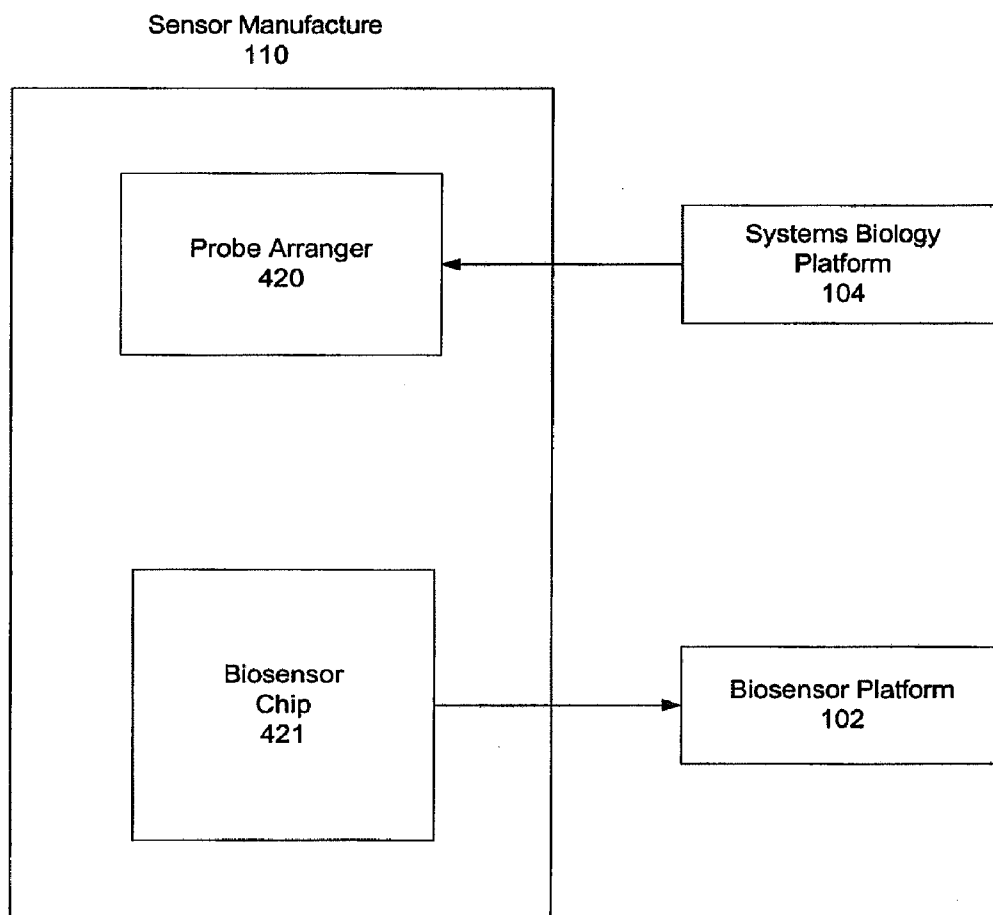 Sensor Manufacture
110
Probe Arranger
420
Systems Biology
Platform
104
Biosensor
Chip
421
Biosensor Platform
102